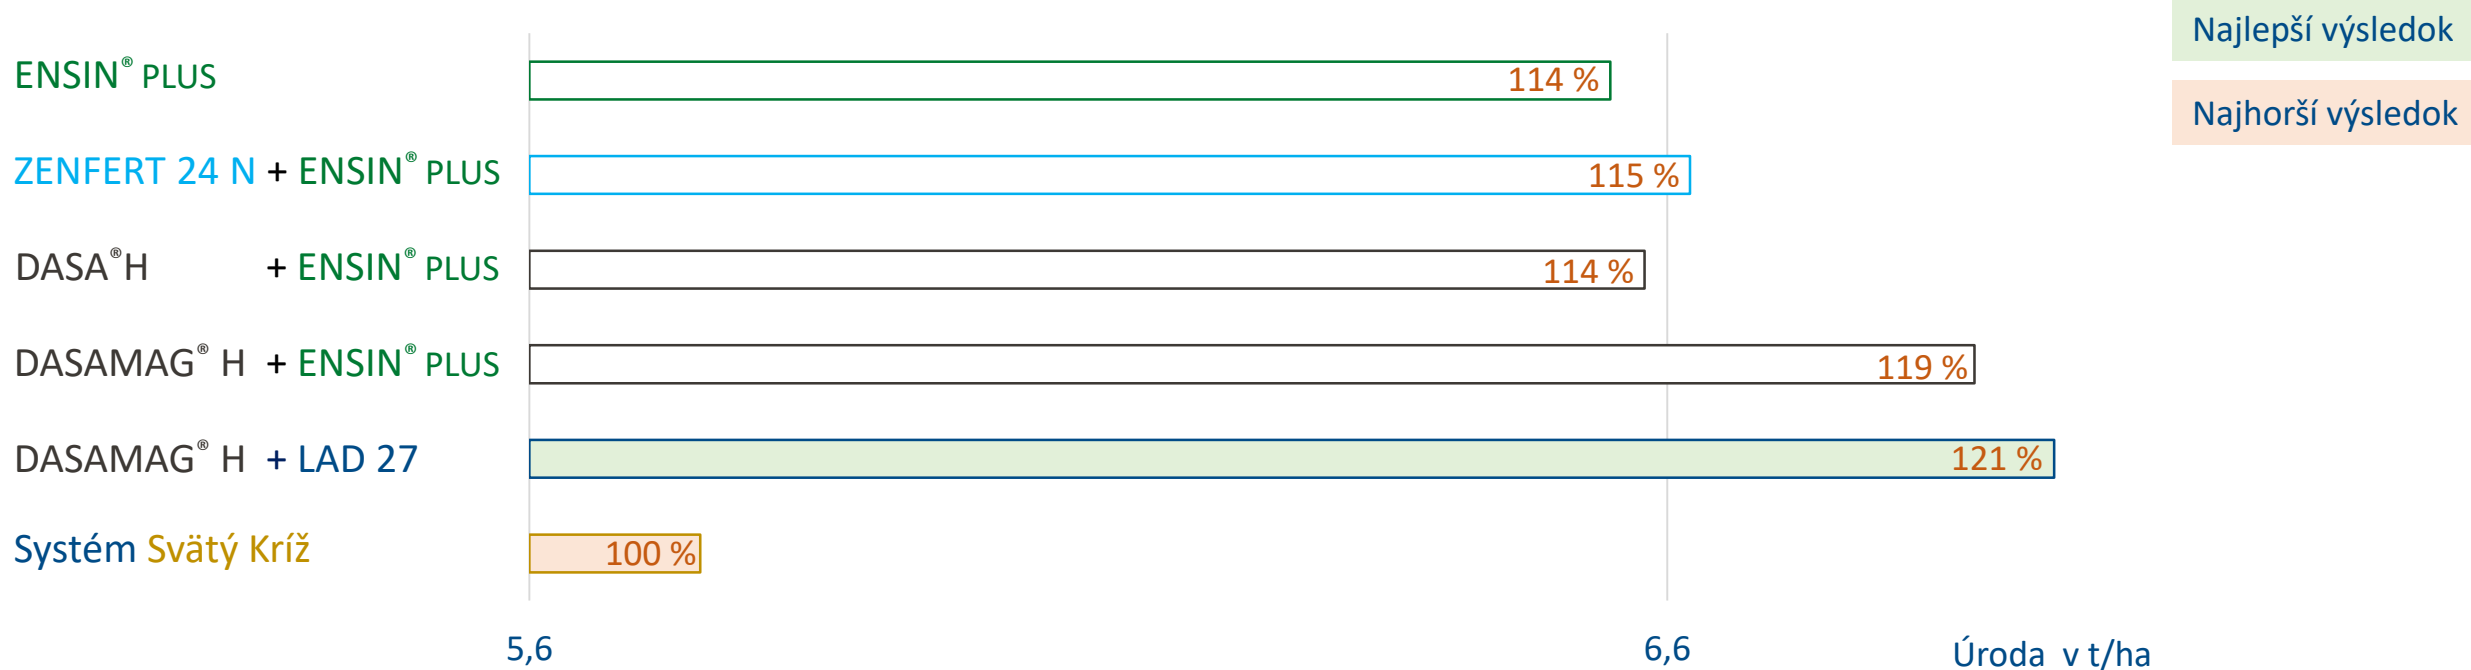 Najlepší výsledok
ENSIN® PLUS 114 %
Najhorší výsledok
ZENFERT 24 N + ENSIN® PLUS 115 %
DASA®H + ENSIN® PLUS 114 %
DASAMAG® H + ENSIN® PLUS 119 %
DASAMAG® H + LAD 27 121 %
Systém Svätý Kríž 100 %
5,6 6,6 Úroda v t/ha